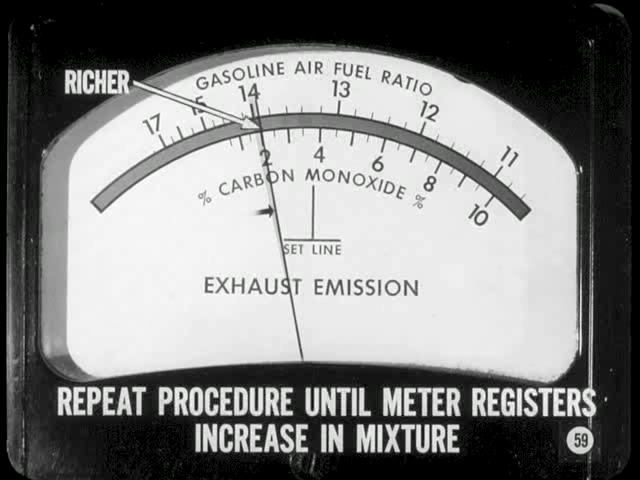 RICHER
GASOLINE AIR FUEL RATIO
17 15 14 13 12 11
2 4 6 8 10
% CARBON MONOXIDE %
SET LINE
EXHAUST EMISSION
REPEAT PROCEDURE UNTIL METER REGISTERS
INCREASE IN MIXTURE
59